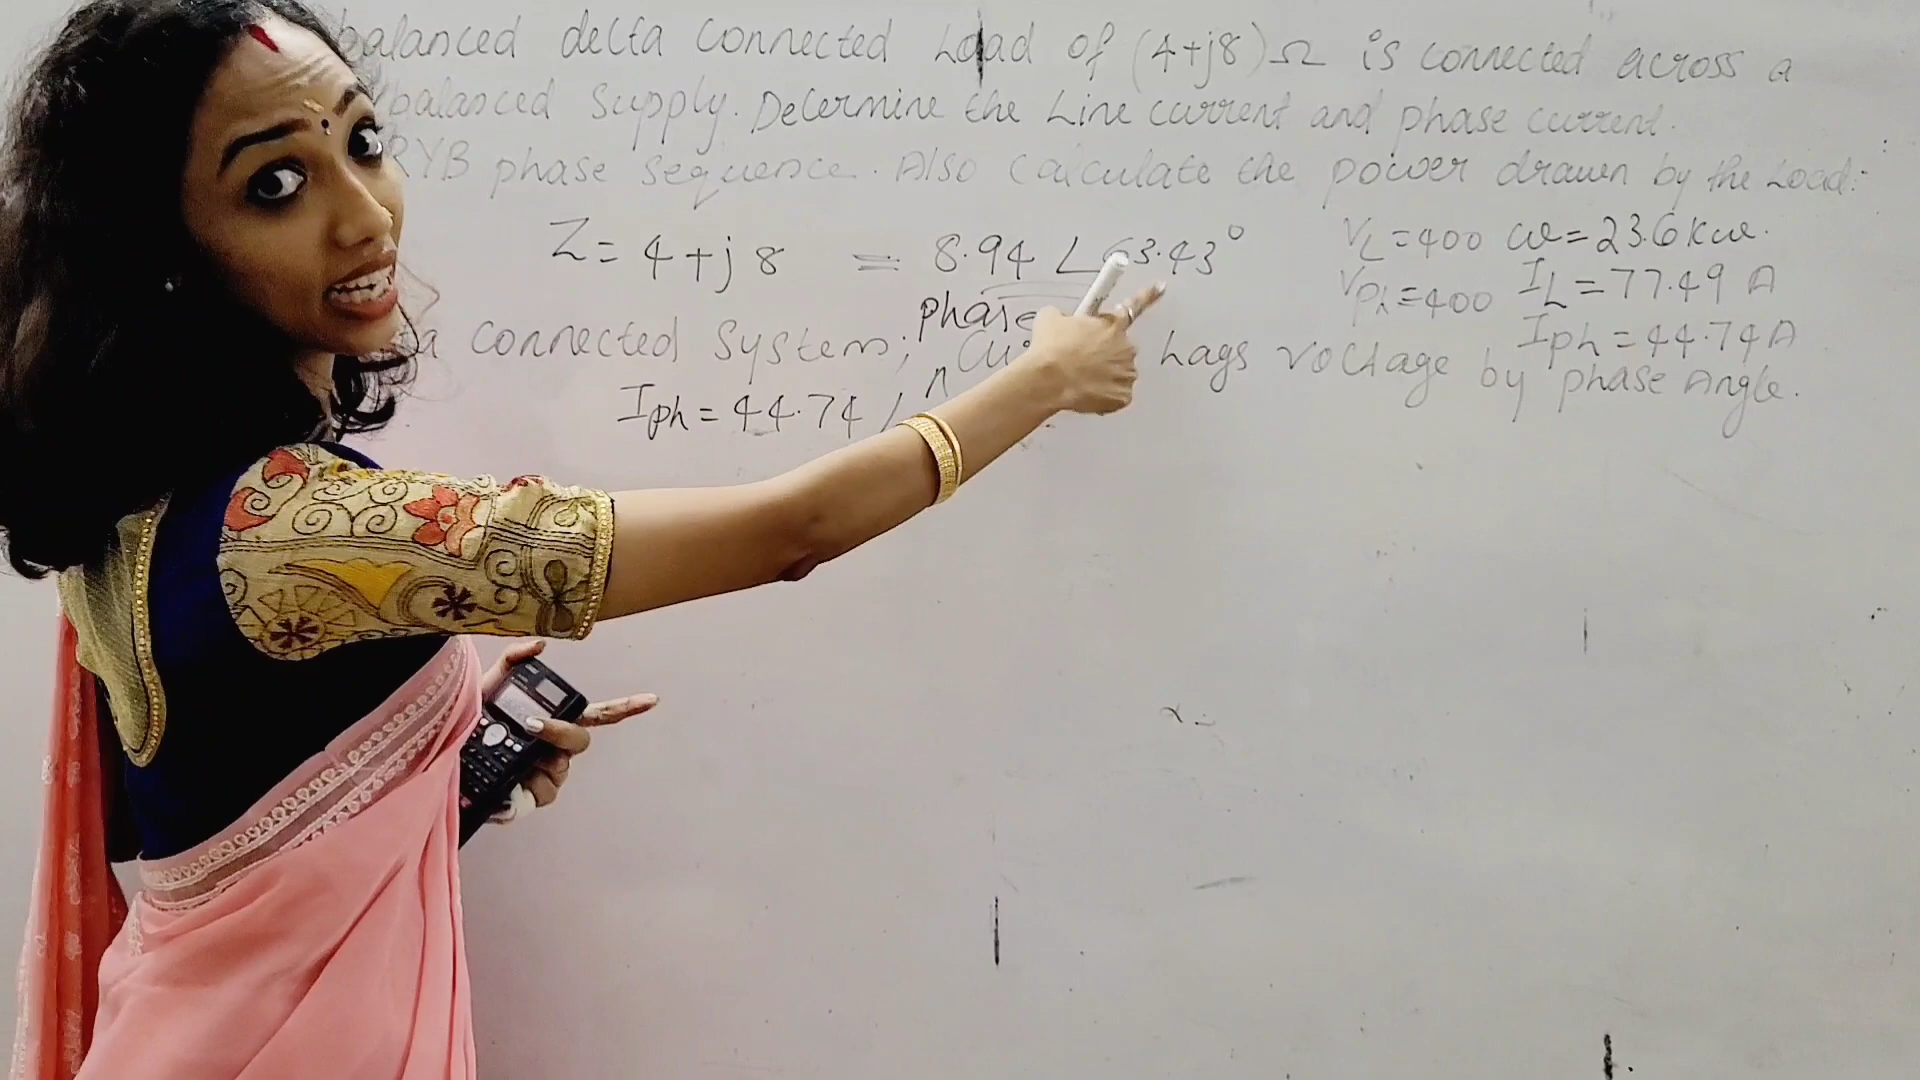 balanced delta connected Load of (4+j8)Ω is connected across a
balanced supply. Determine the Line current and phase current.
RYB phase sequence. Also calculate the power drawn by the Load:-
Z = 4+j8 = 8.94 ∠63.43°
VL=400 W=23.6kW.
Vph=400 IL=77.49 A
Iph=44.74A
phase
connected System; Lags voltage by phase Angle.
Iph = 44.74 ∠